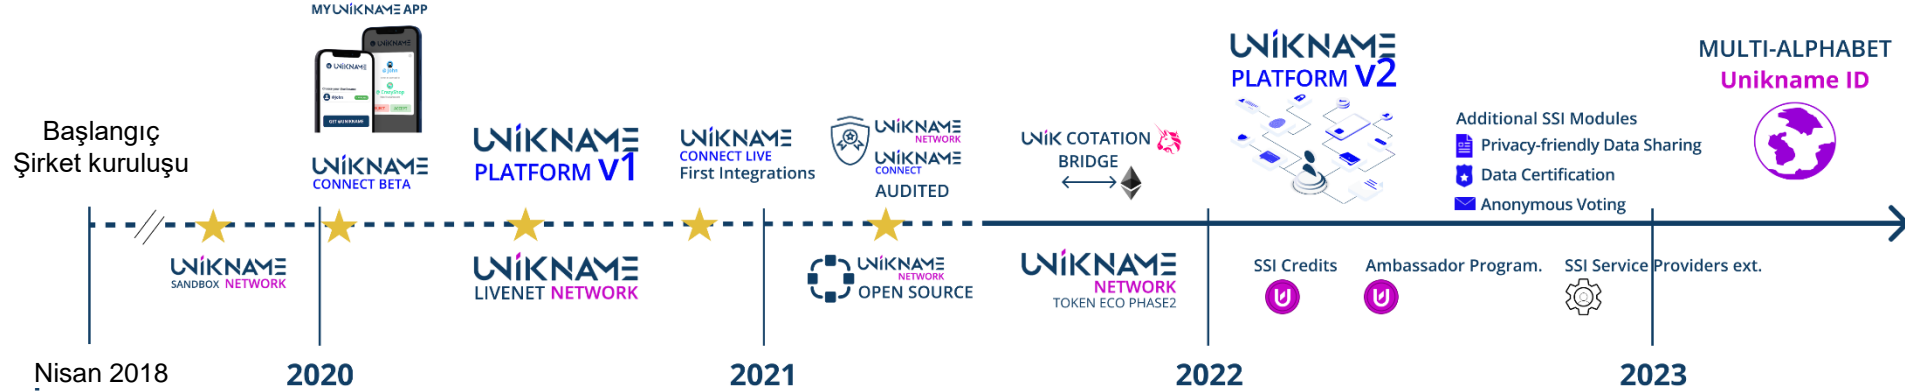 MY UNIKNAME APP
Başlangıç
Şirket kuruluşu
UNIKNAME
CONNECT BETA
UNIKNAME
PLATFORM V1
UNIKNAME
CONNECT LIVE
First Integrations
UNIKNAME
NETWORK
UNIKNAME
CONNECT
AUDITED
UNIK COTATION
BRIDGE
UNIKNAME
PLATFORM V2
Additional SSI Modules
Privacy-friendly Data Sharing
Data Certification
Anonymous Voting
MULTI-ALPHABET
Unikname ID
UNIKNAME
SANDBOX NETWORK
UNIKNAME
LIVENET NETWORK
UNIKNAME
NETWORK
OPEN SOURCE
UNIKNAME
NETWORK
TOKEN ECO PHASE2
SSI Credits
Ambassador Program.
SSI Service Providers ext.
Nisan 2018
2020
2021
2022
2023